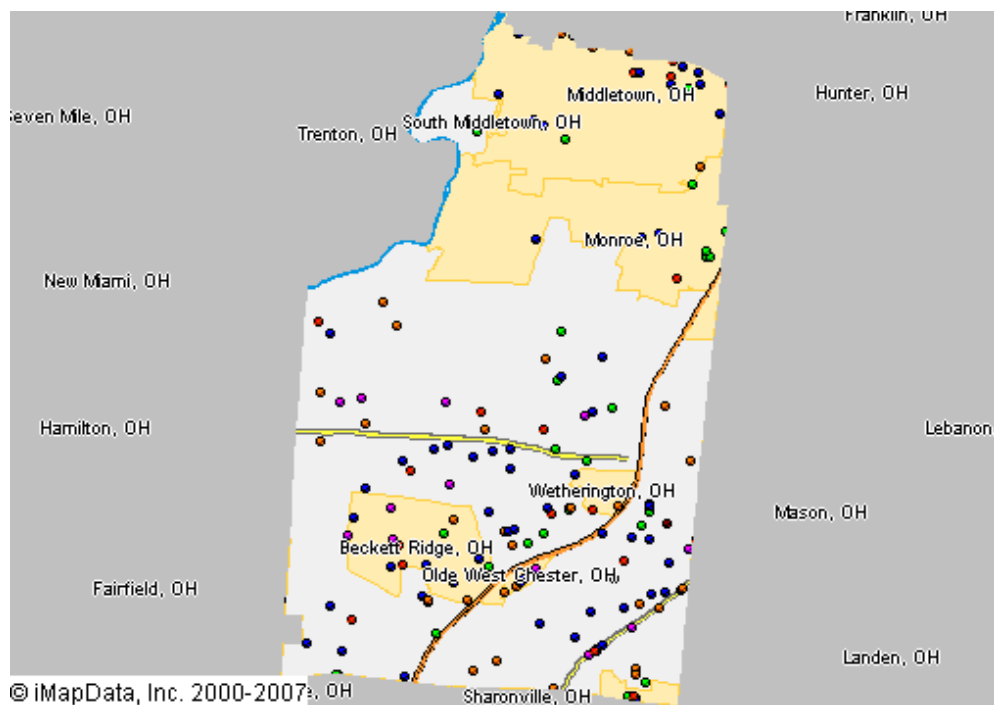 Franklin, OH
Middletown, OH
Hunter, OH
Seven Mile, OH
Trenton, OH
South Middletown, OH
Monroe, OH
New Miami, OH
Hamilton, OH
Lebanon
Wetherington, OH
Mason, OH
Beckett Ridge, OH
Olde West Chester, OH
Fairfield, OH
Landen, OH
© iMapData, Inc. 2000-2007
, OH
Sharonville, OH